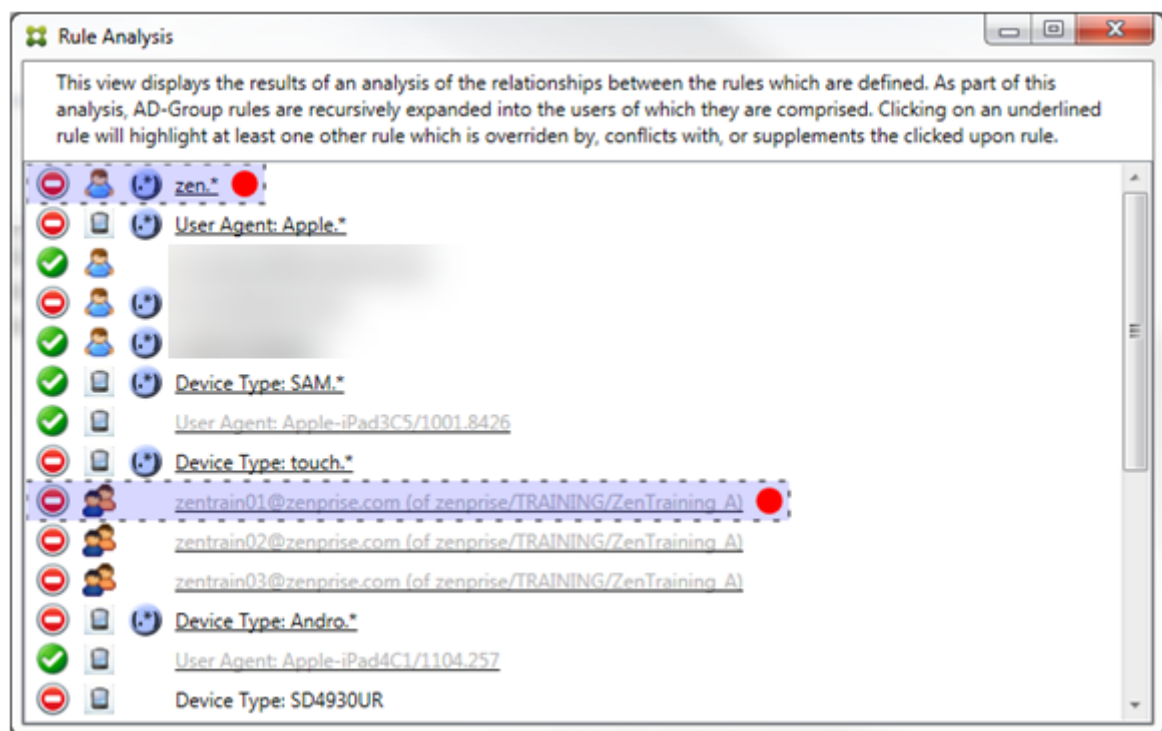 Rule Analysis
This view displays the results of an analysis of the relationships between the rules which are defined. As part of this
analysis, AD-Group rules are recursively expanded into the users of which they are comprised. Clicking on an underlined
rule will highlight at least one other rule which is overriden by, conflicts with, or supplements the clicked upon rule.
(.*) zen.*
(.*) User Agent: Apple.*
(.*)
(.*)
(.*) Device Type: SAM.*
User Agent: Apple-iPad3C5/1001.8426
(.*) Device Type: touch.*
zentrain01@zenprise.com (of zenprise/TRAINING/ZenTraining_A)
zentrain02@zenprise.com (of zenprise/TRAINING/ZenTraining_A)
zentrain03@zenprise.com (of zenprise/TRAINING/ZenTraining_A)
(.*) Device Type: Andro.*
User Agent: Apple-iPad4C1/1104.257
Device Type: SD4930UR